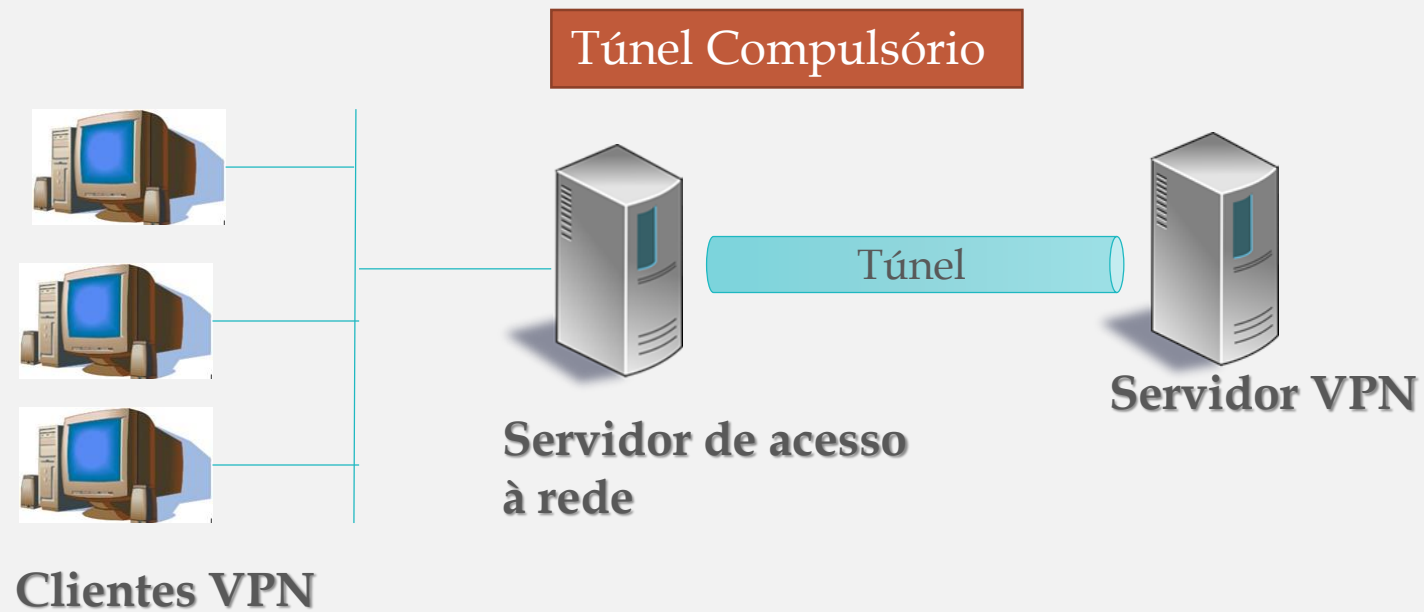 Túnel Compulsório
Túnel
Servidor VPN
Servidor de acesso
à rede
Clientes VPN